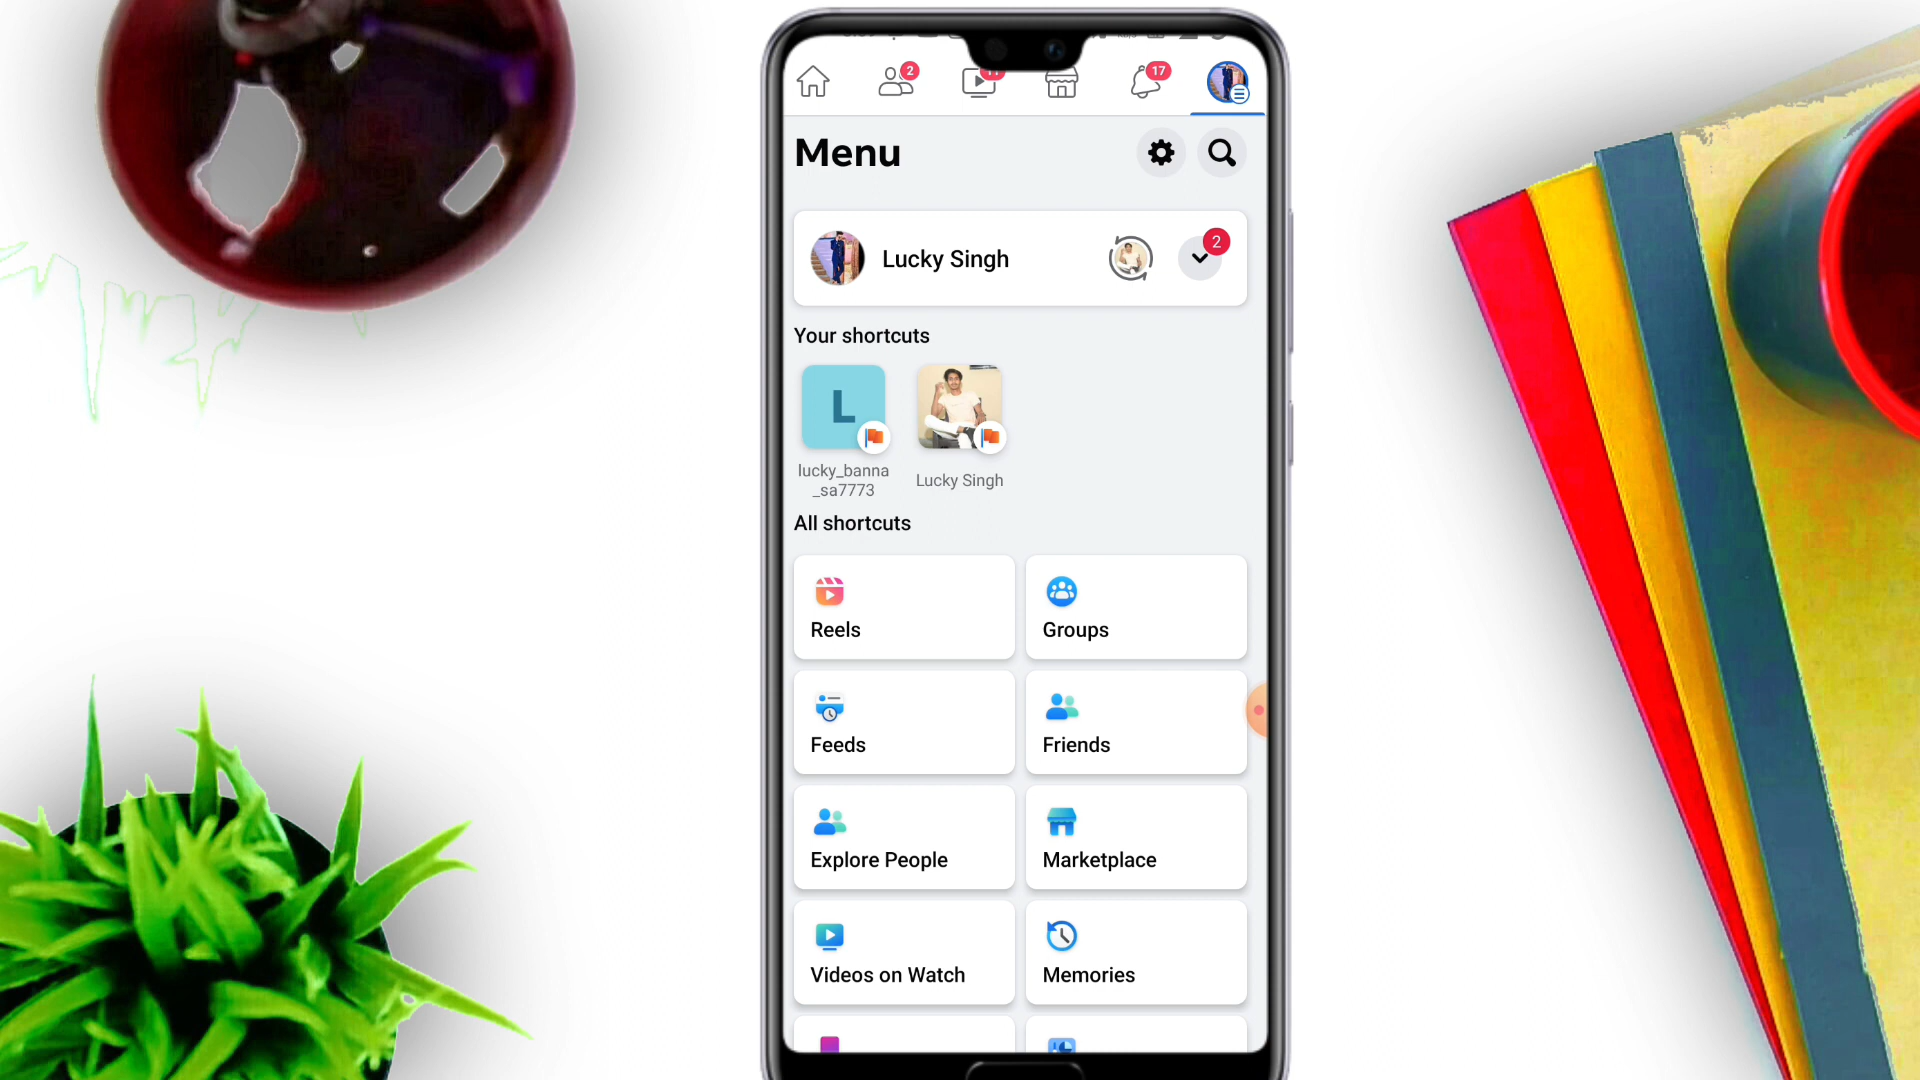 2
17
Menu
Lucky Singh
2
Your shortcuts
L
lucky_banna
_sa7773
Lucky Singh
All shortcuts
Reels
Groups
Feeds
Friends
Explore People
Marketplace
Videos on Watch
Memories